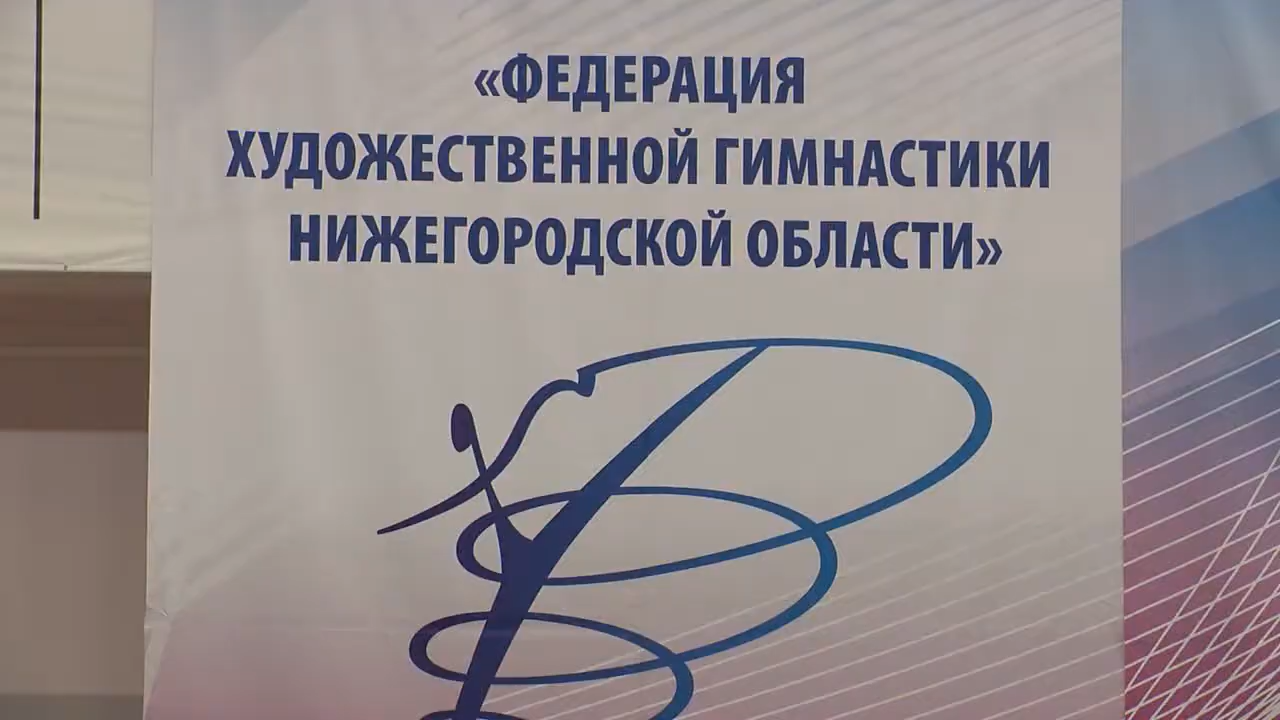 «ФЕДЕРАЦИЯ
ХУДОЖЕСТВЕННОЙ ГИМНАСТИКИ
НИЖЕГОРОДСКОЙ ОБЛАСТИ»